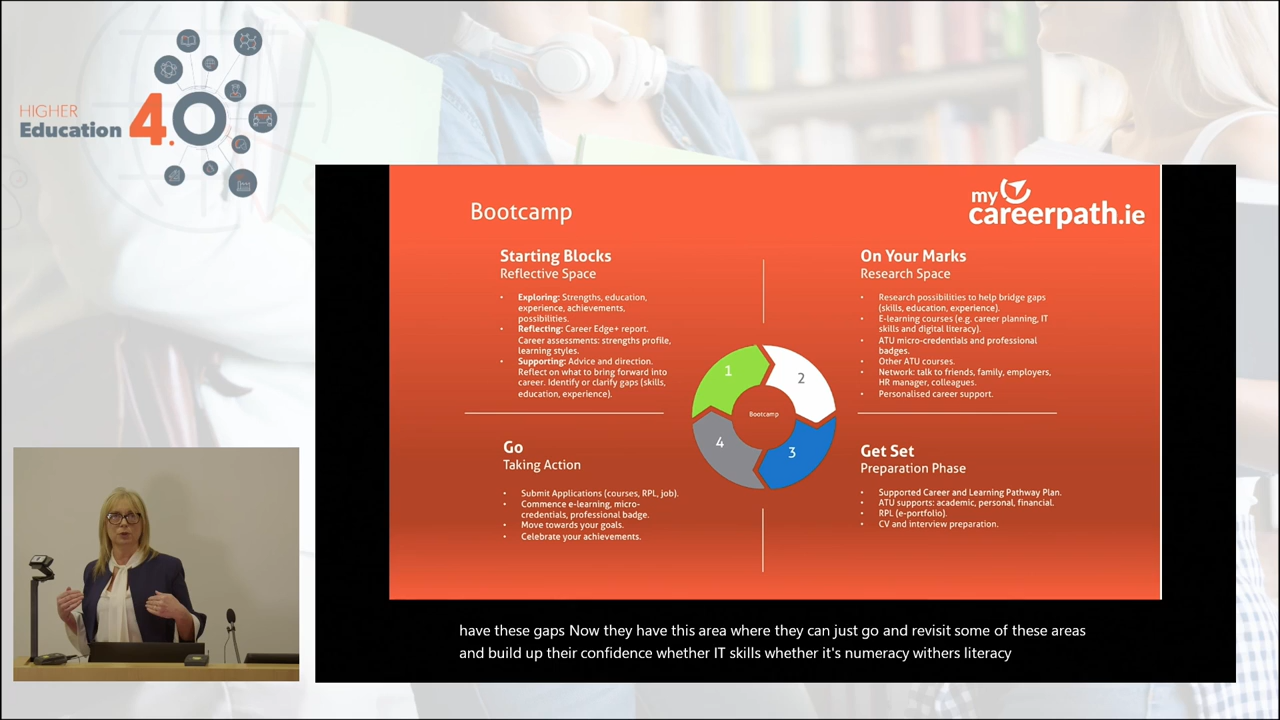 HIGHER
Education 4.0
Bootcamp
my
careerpath.ie
Starting Blocks
Reflective Space
• Exploring: Strengths, education,
experience, achievements,
possibilities.
• Reflecting: Career Edge+ report.
Career assessments: strengths profile,
learning styles.
• Supporting: Advice and direction.
Reflect on what to bring forward into
career. Identify or clarify gaps (skills,
education, experience).
On Your Marks
Research Space
• Research possibilities to help bridge gaps
(skills, education, experience).
• E-learning courses (e.g. career planning, IT
skills and digital literacy).
• ATU micro-credentials and professional
badges.
• Other ATU courses.
• Network: talk to friends, family, employers,
HR manager, colleagues.
• Personalised career support.
1
2
Bootcamp
4
3
Go
Taking Action
• Submit Applications (courses, RPL, job).
• Commence e-learning, micro-
credentials, professional badge.
• Move towards your goals.
• Celebrate your achievements.
Get Set
Preparation Phase
• Supported Career and Learning Pathway Plan.
• ATU supports: academic, personal, financial.
• RPL (e-portfolio).
• CV and interview preparation.
have these gaps Now they have this area where they can just go and revisit some of these areas
and build up their confidence whether IT skills whether it's numeracy withers literacy